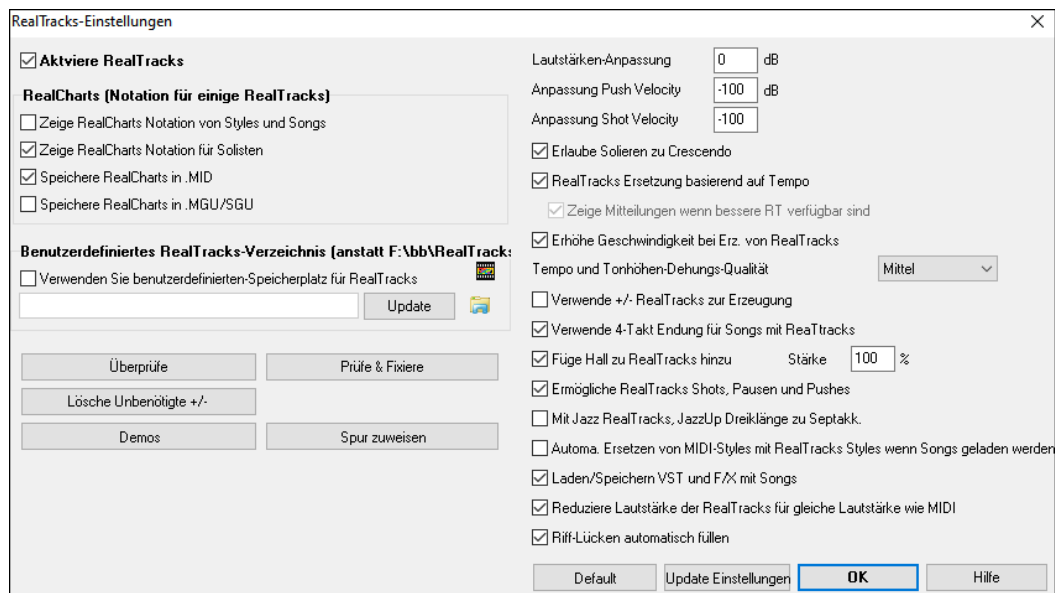 RealTracks-Einstellungen
Aktviere RealTracks
RealCharts (Notation für einige RealTracks)
Zeige RealCharts Notation von Styles und Songs
Zeige RealCharts Notation für Solisten
Speichere RealCharts in .MID
Speichere RealCharts in .MGU/SGU
Benutzerdefiniertes RealTracks-Verzeichnis (anstatt F:\bb\RealTracks
Verwenden Sie benutzerdefinierten-Speicherplatz für RealTracks
Update
Überprüfe
Prüfe & Fixiere
Lösche Unbenötigte +/-
Demos
Spur zuweisen
Lautstärken-Anpassung 0 dB
Anpassung Push Velocity -100 dB
Anpassung Shot Velocity -100
Erlaube Solieren zu Crescendo
RealTracks Ersetzung basierend auf Tempo
Zeige Mitteilungen wenn bessere RT verfügbar sind
Erhöhe Geschwindigkeit bei Erz. von RealTracks
Tempo und Tonhöhen-Dehungs-Qualität Mittel
Verwende +/- RealTracks zur Erzeugung
Verwende 4-Takt Endung für Songs mit ReaTtracks
Füge Hall zu RealTracks hinzu Stärke 100 %
Ermögliche RealTracks Shots, Pausen und Pushes
Mit Jazz RealTracks, JazzUp Dreiklänge zu Septakk.
Automa. Ersetzen von MIDI-Styles mit RealTracks Styles wenn Songs geladen werden
Laden/Speichern VST und F/X mit Songs
Reduziere Lautstärke der RealTracks für gleiche Lautstärke wie MIDI
Riff-Lücken automatisch füllen
Default
Update Einstellungen
OK
Hilfe